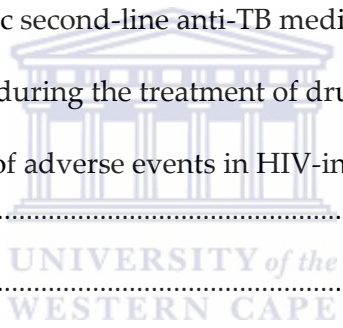 c second-line anti-TB medi
during the treatment of dru
of adverse events in HIV-in
....................................................
....................................................
UNIVERSITY of the
WESTERN CAPE